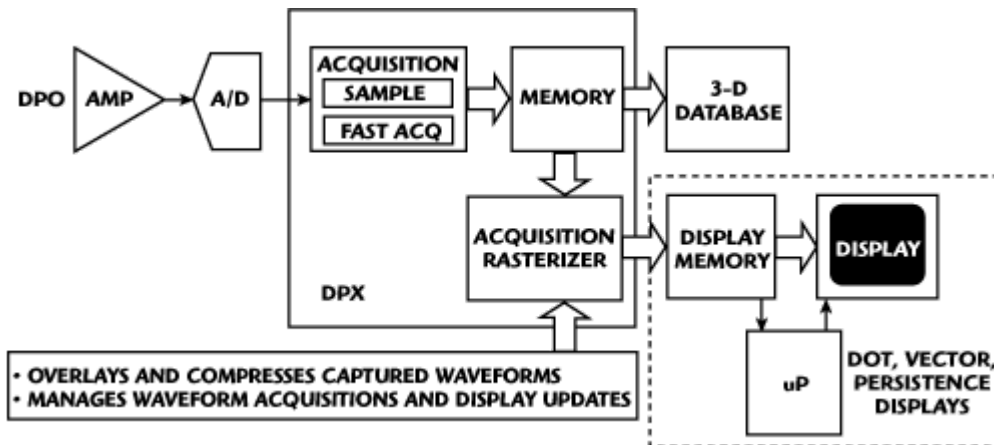 DPO
AMP
A/D
ACQUISITION
SAMPLE
FAST ACQ
MEMORY
3-D
DATABASE
ACQUISITION
RASTERIZER
DPX
DISPLAY
MEMORY
DISPLAY
uP
DOT, VECTOR,
PERSISTENCE
DISPLAYS
• OVERLAYS AND COMPRESSES CAPTURED WAVEFORMS
• MANAGES WAVEFORM ACQUISITIONS AND DISPLAY UPDATES